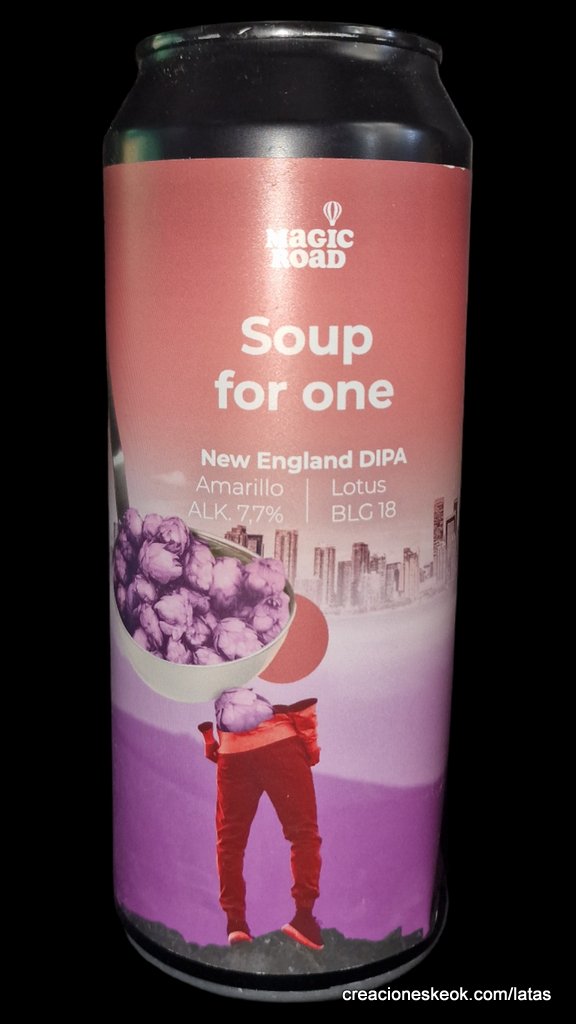 MaGIC
ROaD
Soup
for one
New England DIPA
Amarillo | Lotus
ALK. 7,7% | BLG 18
creacioneskeok.com/latas